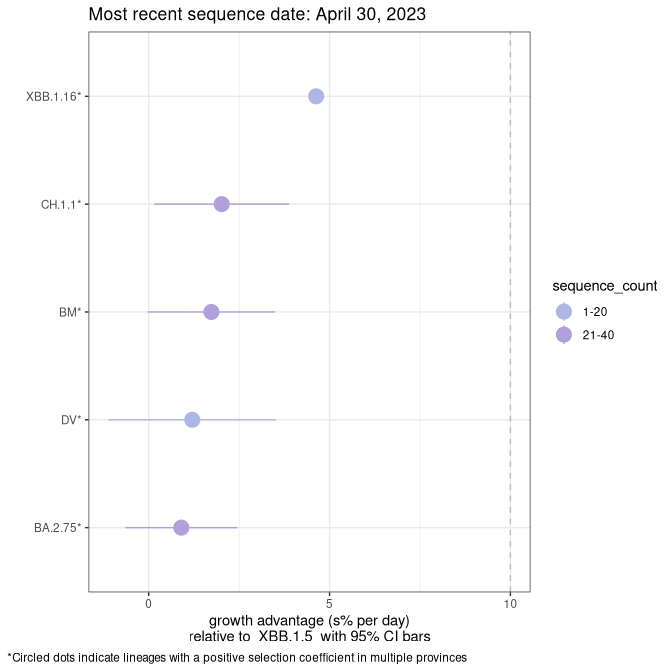 Most recent sequence date: April 30, 2023
XBB.1.16*
CH.1.1*
BM*
DV*
BA.2.75*
0
5
10
growth advantage (s% per day)
relative to XBB.1.5 with 95% CI bars
sequence_count
1-20
21-40
*Circled dots indicate lineages with a positive selection coefficient in multiple provinces